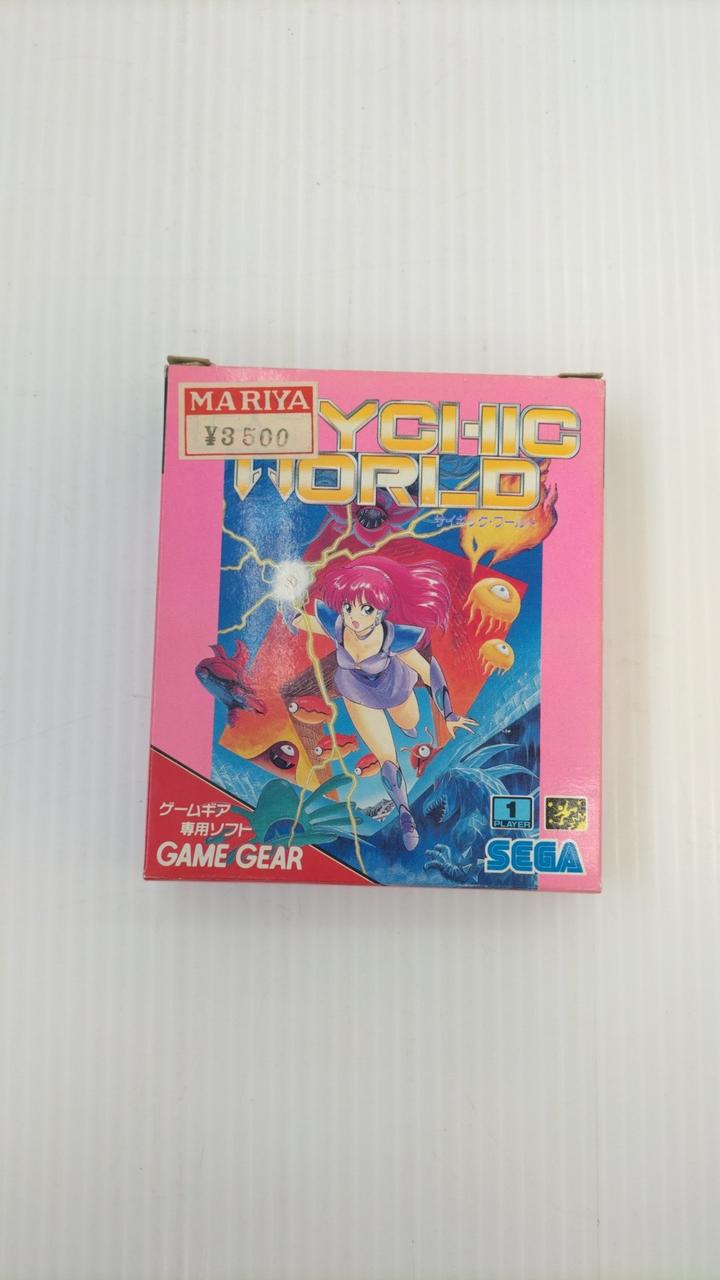 MARIYA
¥3500
YCHIC
WORLD
サイキック・ワールド
ゲームギア
専用ソフト
GAME GEAR
1
PLAYER
SEGA